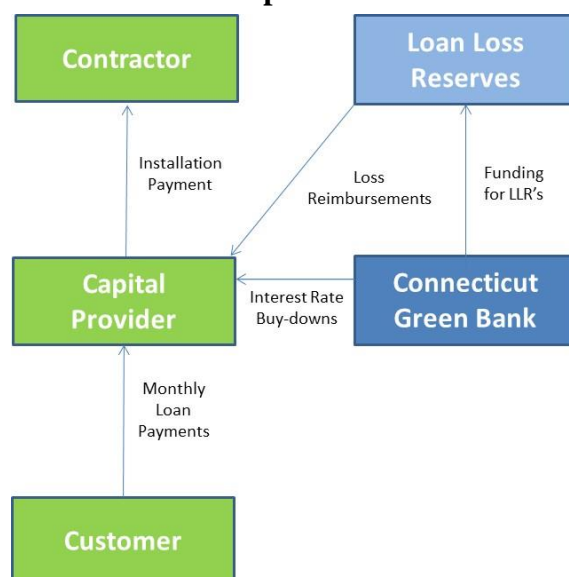 Contractor
Loan Loss
Reserves
Installation
Payment
Loss
Reimbursements
Funding
for LLR's
Capital
Provider
Interest Rate
Buy-downs
Connecticut
Green Bank
Monthly
Loan
Payments
Customer